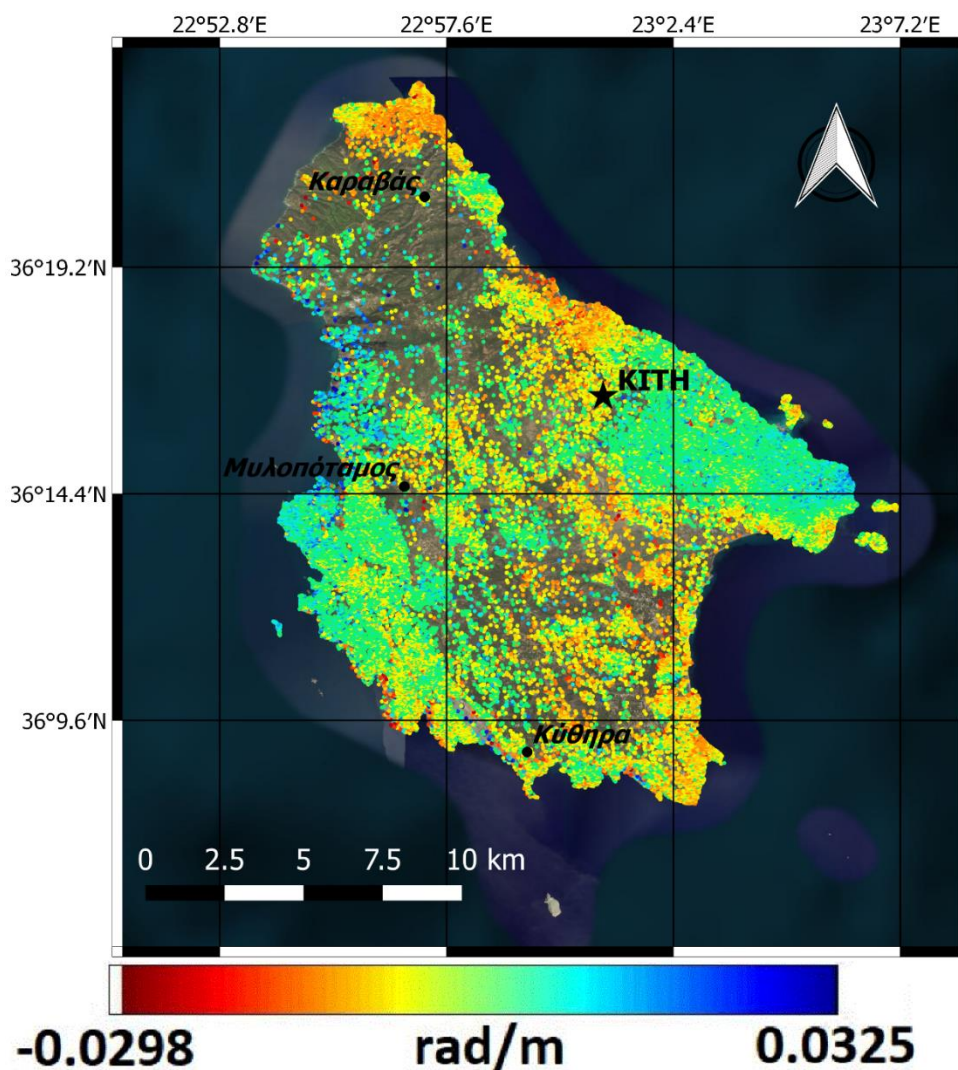 22°52.8′E 22°57.6′E 23°2.4′E 23°7.2′E
Καραβάς
36°19.2′N
ΚΙΤΗ
Μυλοπόταμος
36°14.4′N
36°9.6′N
Κύθηρα
0 2.5 5 7.5 10 km
-0.0298 rad/m 0.0325